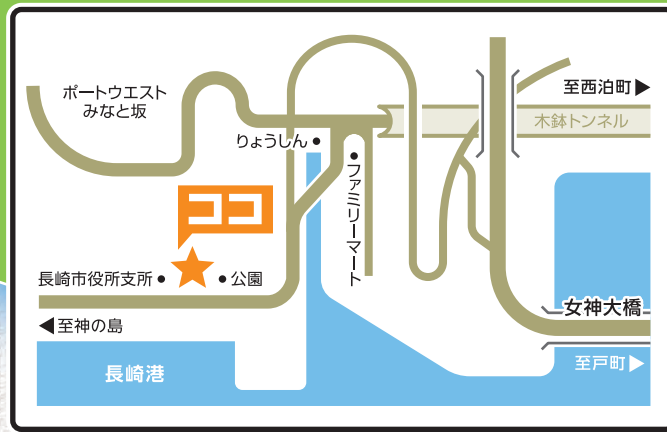 ポートウエスト
みなと坂
至西泊町▶
木鉢トンネル
りょうしん
ファミリーマート
ココ
長崎市役所支所
公園
◀至神の島
女神大橋
長崎港
至戸町▶